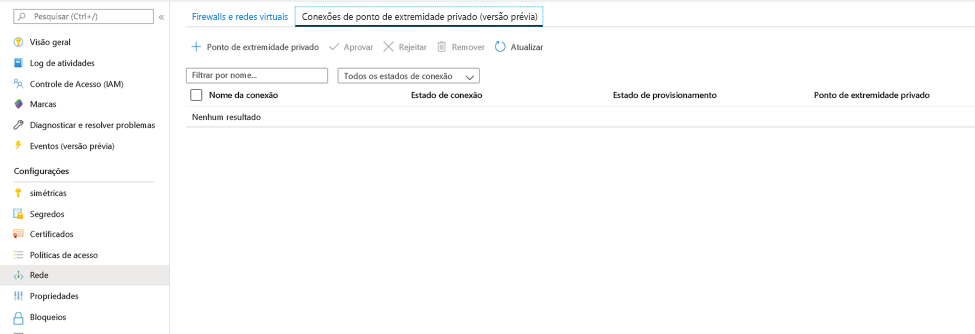 Pesquisar (Ctrl+/)
«
Visão geral
Log de atividades
Controle de Acesso (IAM)
Marcas
Diagnosticar e resolver problemas
Eventos (versão prévia)
Configurações
simétricas
Segredos
Certificados
Políticas de acesso
Rede
Propriedades
Bloqueios
Firewalls e redes virtuais Conexões de ponto de extremidade privado (versão prévia)
Ponto de extremidade privado Aprovar Rejeitar Remover Atualizar
Filtrar por nome... Todos os estados de conexão
Nome da conexão Estado de conexão Estado de provisionamento Ponto de extremidade privado
Nenhum resultado